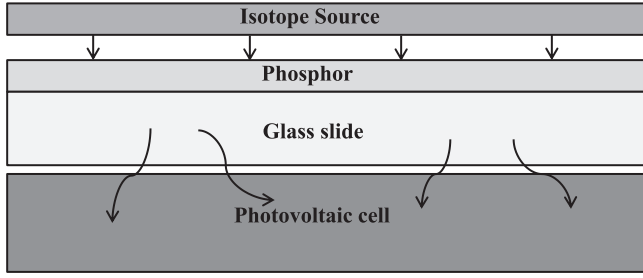 Isotope Source
Phosphor
Glass slide
Photovoltaic cell